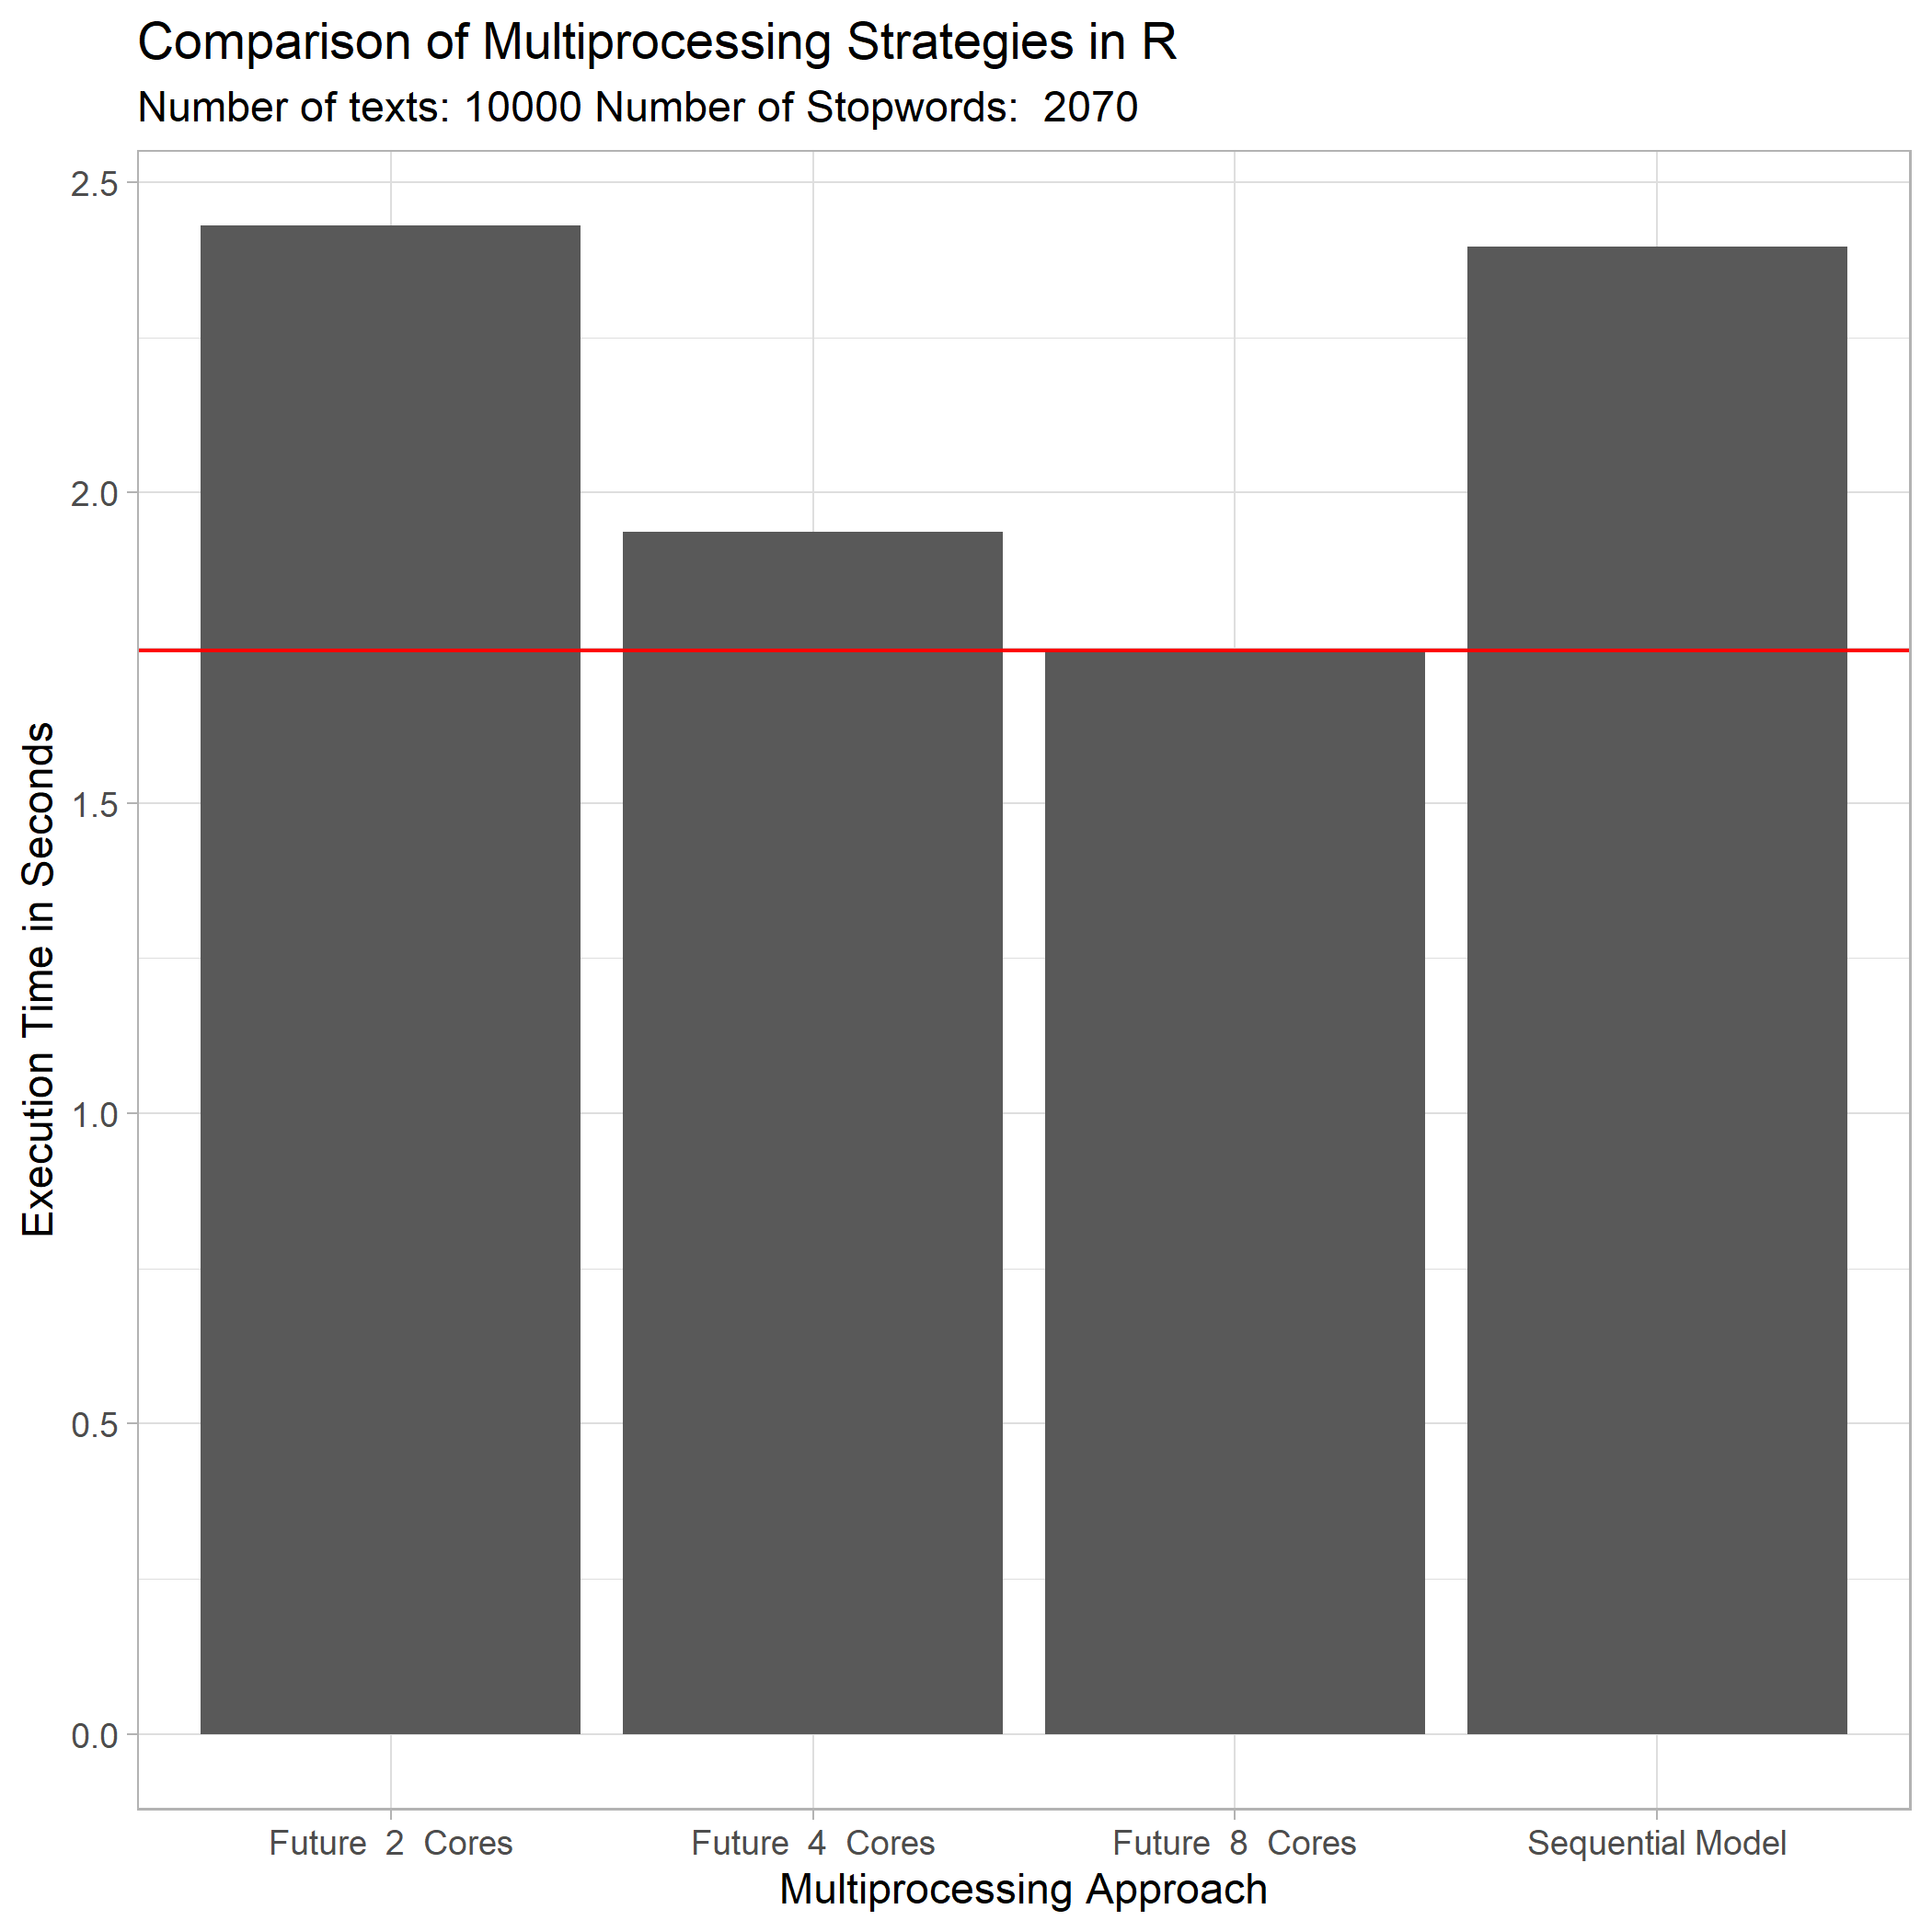 Comparison of Multiprocessing Strategies in R
Number of texts: 10000 Number of Stopwords:  2070
2.5
2.0
1.5
1.0
0.5
0.0
Execution Time in Seconds
Future  2  Cores
Future  4  Cores
Future  8  Cores
Sequential Model
Multiprocessing Approach